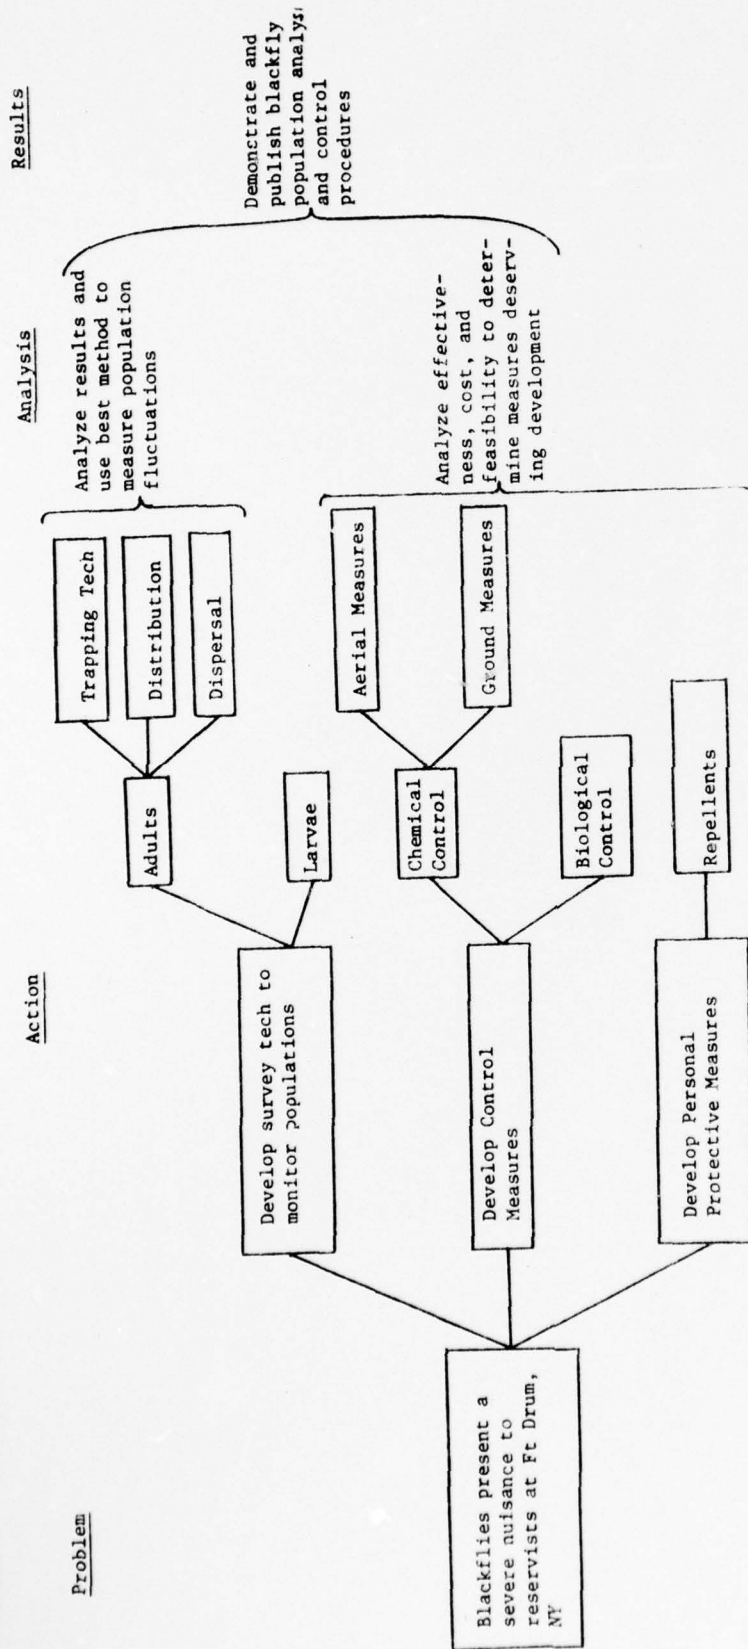 Problem
Action
Analysis
Results
Blackflies present a
severe nuisance to
reservists at Ft Drum,
NY
Develop survey tech to
monitor populations
Develop Control
Measures
Develop Personal
Protective Measures
Adults
Larvae
Chemical
Control
Biological
Control
Repellents
Trapping Tech
Distribution
Dispersal
Aerial Measures
Ground Measures
Analyze results and
use best method to
measure population
fluctuations
Analyze effective-
ness, cost, and
feasibility to deter-
mine measures deserv-
ing development
Demonstrate and
publish blackfly
population analys
and control
procedures